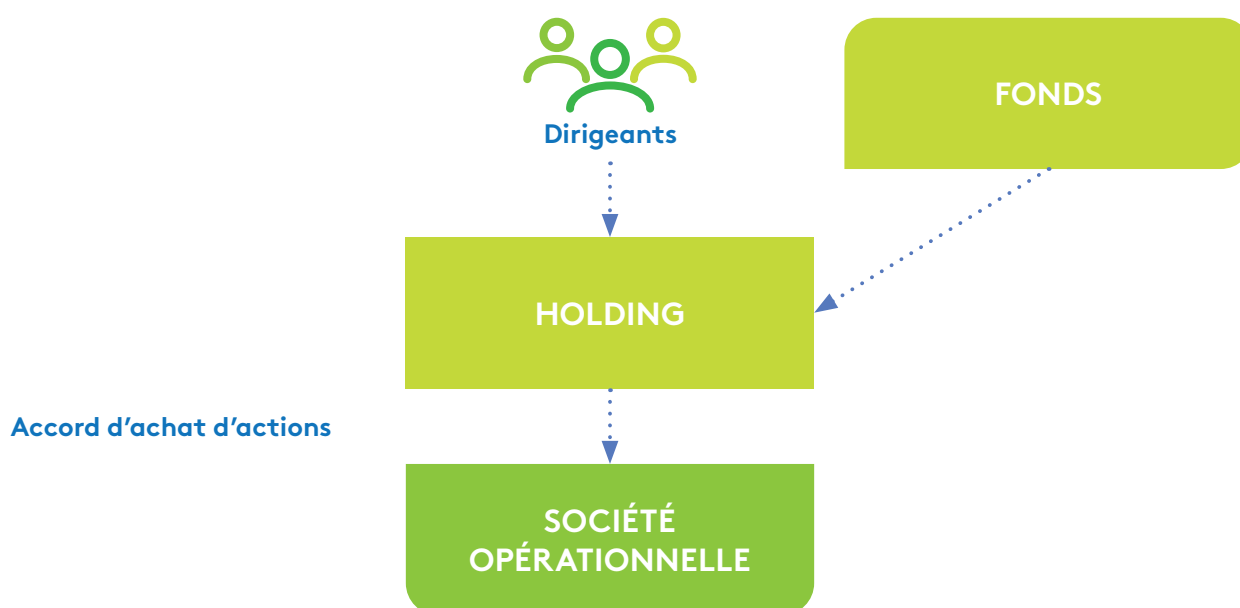 FONDS
Dirigeants
HOLDING
Accord d’achat d’actions
SOCIÉTÉ
OPÉRATIONNELLE